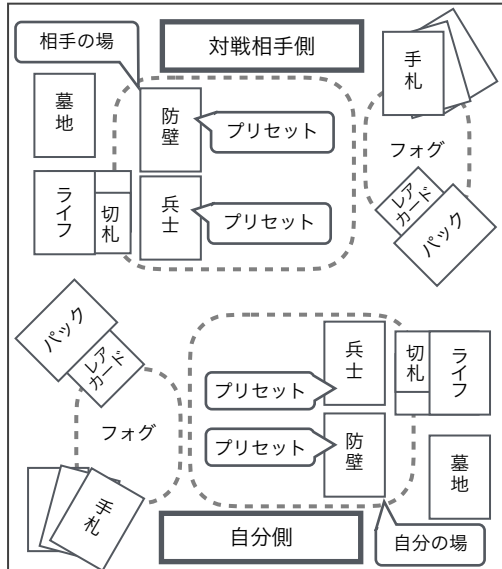 相手の場
対戦相手側
手札
墓地
防壁
プリセット
フォグ
ライフ
切札
兵士
プリセット
レア
カード
パック
パック
レア
カード
兵士
切札
ライフ
プリセット
フォグ
プリセット
防壁
墓地
手札
自分側
自分の場